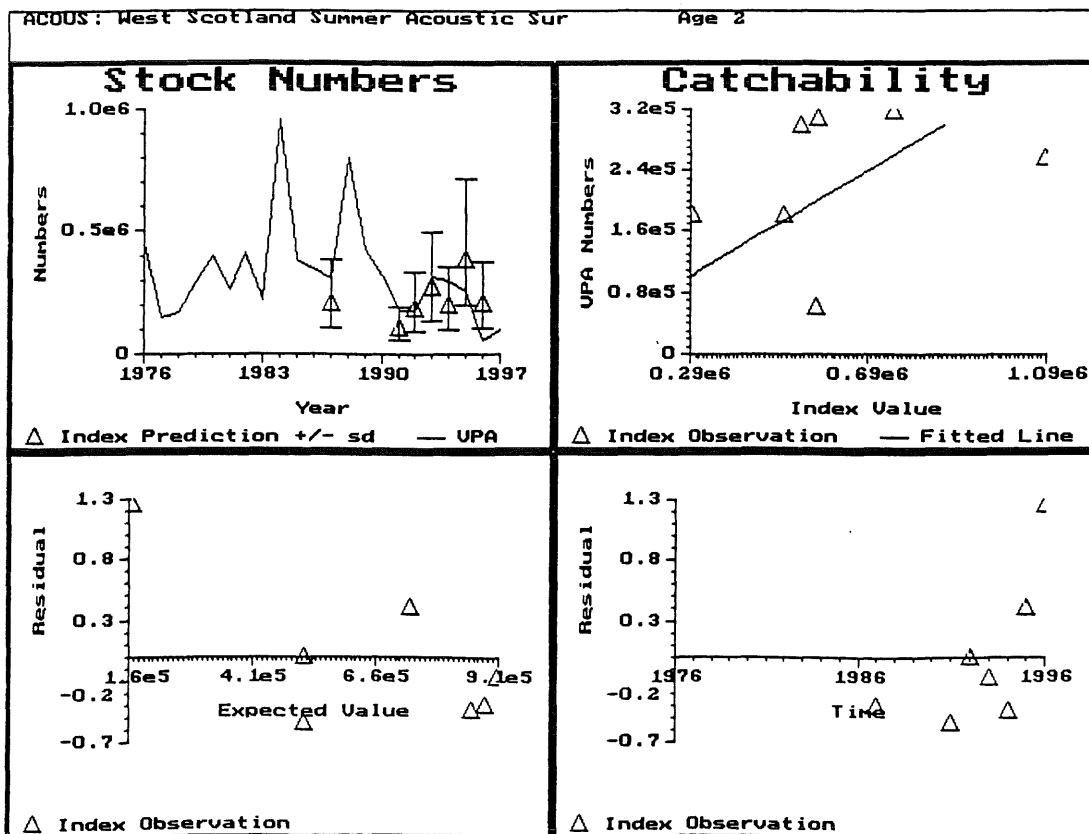 ACOUS: West Scotland Summer Acoustic Sur Age 2
Stock Numbers
1.0e6
0.5e6
0
Numbers
1976 1983 1990 1997
Year
△ Index Prediction +/- sd — VPA
Catchability
3.2e5
2.4e5
1.6e5
0.8e5
0
VPA Numbers
0.29e6 0.69e6 1.09e6
Index Value
△ Index Observation — Fitted Line
1.3
0.8
0.3
-0.2
-0.7
Residual
1.6e5 4.1e5 6.6e5 9.1e5
Expected Value
△ Index Observation
1.3
0.8
0.3
-0.2
-0.7
Residual
1976 1986 1996
Time
△ Index Observation